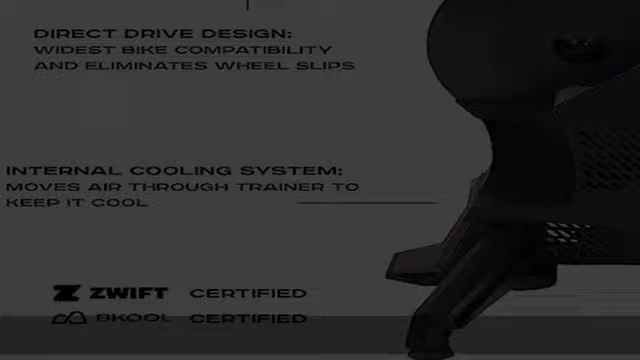 DIRECT DRIVE DESIGN:
WIDEST BIKE COMPATIBILITY
AND ELIMINATES WHEEL SLIPS
INTERNAL COOLING SYSTEM:
MOVES AIR THROUGH TRAINER TO
KEEP IT COOL
ZWIFT CERTIFIED
BKOOL CERTIFIED